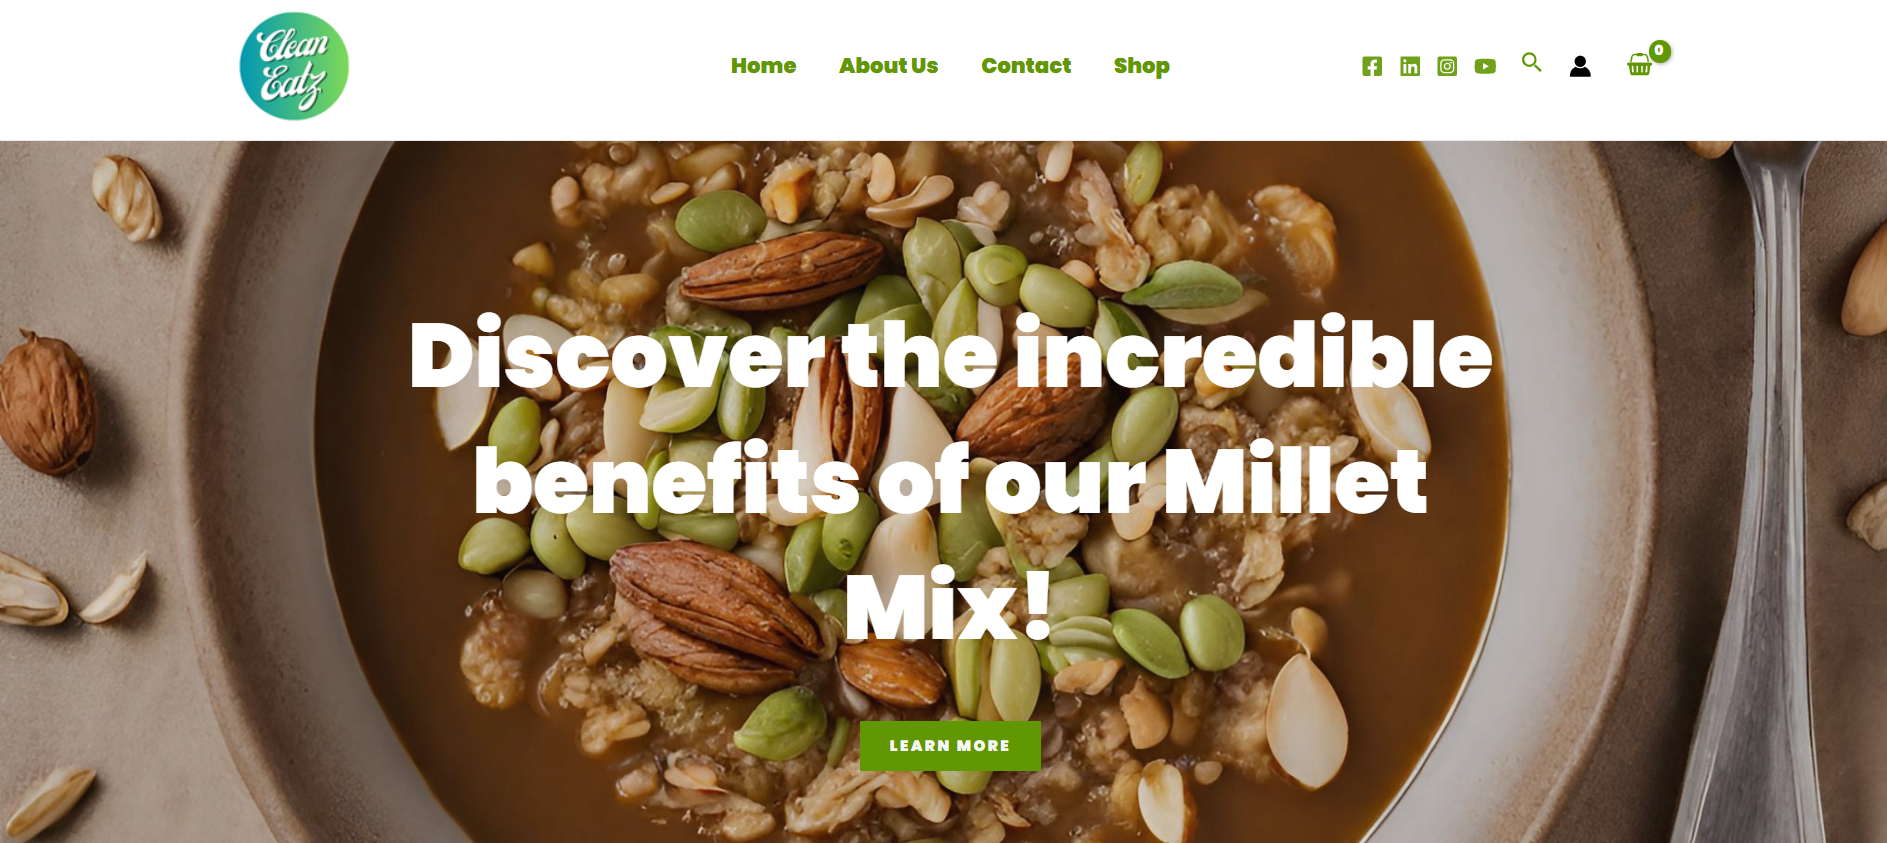 Clean
Eatz
Home About Us Contact Shop
0
Discover the incredible
benefits of our Millet
Mix!
LEARN MORE